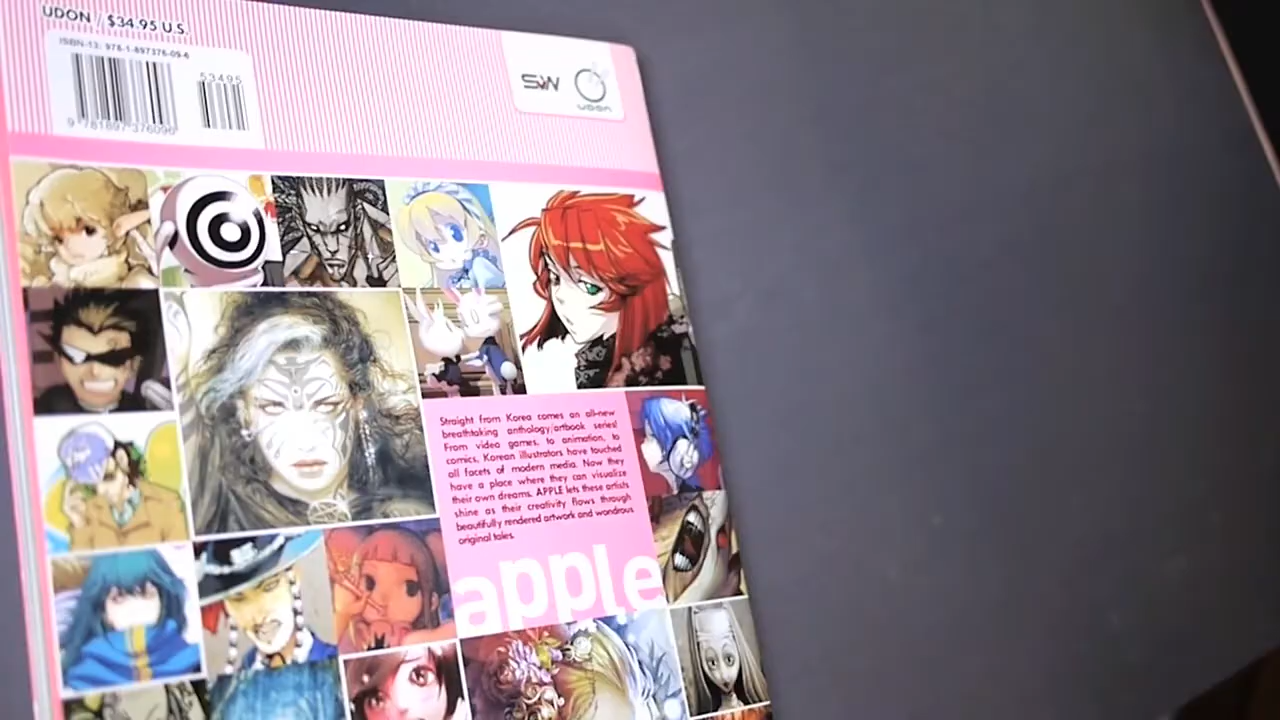 UDON / $34.95 U.S.
ISBN-13: 978-1-897376-09-6
53495
9 781897 376096
SW
UDON
Straight from Korea comes an all-new
breathtaking anthology/artbook series!
From video games, to animation, to
comics, Korean illustrators have touched
all facets of modern media. Now they
have a place where they can visualize
their own dreams. APPLE lets these artists
shine as their creativity flows through
beautifully rendered artwork and wondrous
original tales.
apple